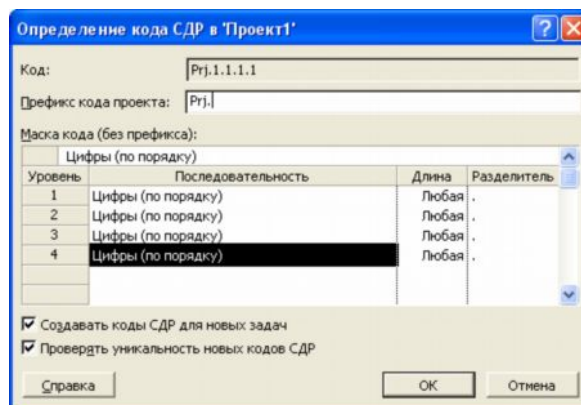 Определение кода СДР в 'Проект1'
Код: Prj.1.1.1.1
Префикс кода проекта: Prj.
Маска кода (без префикса):
Цифры (по порядку)
Уровень Последовательность Длина Разделитель
1 Цифры (по порядку) Любая .
2 Цифры (по порядку) Любая .
3 Цифры (по порядку) Любая .
4 Цифры (по порядку) Любая .
Создавать коды СДР для новых задач
Проверять уникальность новых кодов СДР
Справка ОК Отмена